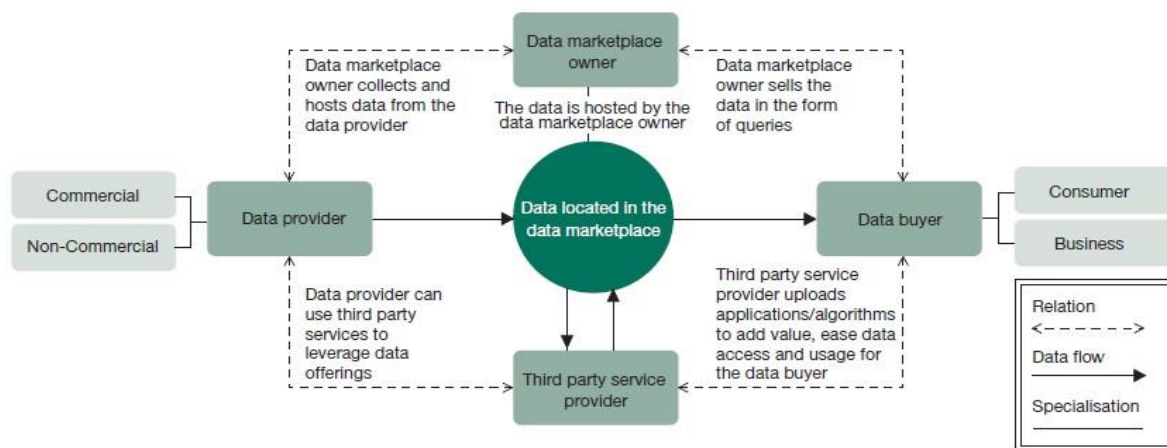 Data marketplace
owner
Data marketplace
owner collects and
hosts data from the
data provider
The data is hosted by the
data marketplace owner
Data marketplace
owner sells the
data in the form
of queries
Commercial
Non-Commercial
Data provider
Data located in the
data marketplace
Data buyer
Consumer
Business
Data provider can
use third party
services to
leverage data
offerings
Third party service
provider
Third party service
provider uploads
applications/algorithms
to add value, ease data
access and usage for
the data buyer
Relation
Data flow
Specialisation